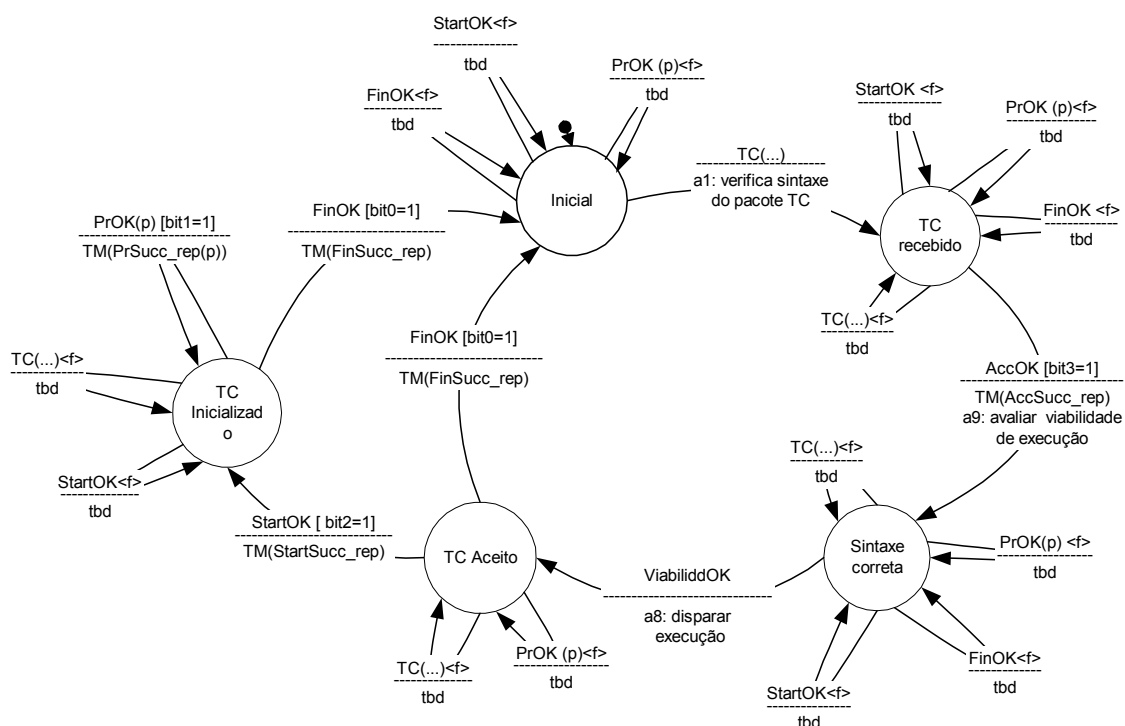 StartOK<f>
tbd
PrOK (p)<f>
tbd
FinOK<f>
tbd
Inicial
TC(...)
a1: verifica sintaxe
do pacote TC
StartOK <f>
tbd
PrOK (p)<f>
tbd
TC
recebido
FinOK <f>
tbd
TC(...)<f>
tbd
FinOK [bit0=1]
TM(FinSucc_rep)
PrOK(p) [bit1=1]
TM(PrSucc_rep(p))
FinOK [bit0=1]
TM(FinSucc_rep)
TC(...)<f>
tbd
TC
Inicializad
o
StartOK<f>
tbd
AccOK [bit3=1]
TM(AccSucc_rep)
a9: avaliar viabilidade
de execução
TC(...)<f>
tbd
Sintaxe
correta
PrOK(p) <f>
tbd
FinOK<f>
tbd
StartOK<f>
tbd
ViabiliddOK
a8: disparar
execução
StartOK [ bit2=1]
TM(StartSucc_rep)
TC Aceito
TC(...)<f>
tbd
PrOK (p)<f>
tbd